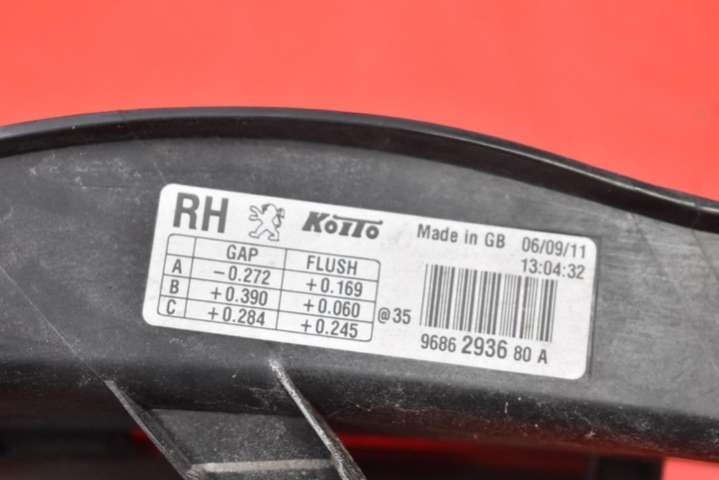 RH KOITO Made in GB 06/09/11
13:04:32
GAP FLUSH
A -0.272 +0.169
B +0.390 +0.060
C +0.284 +0.245
@35
9686 2936 80 A